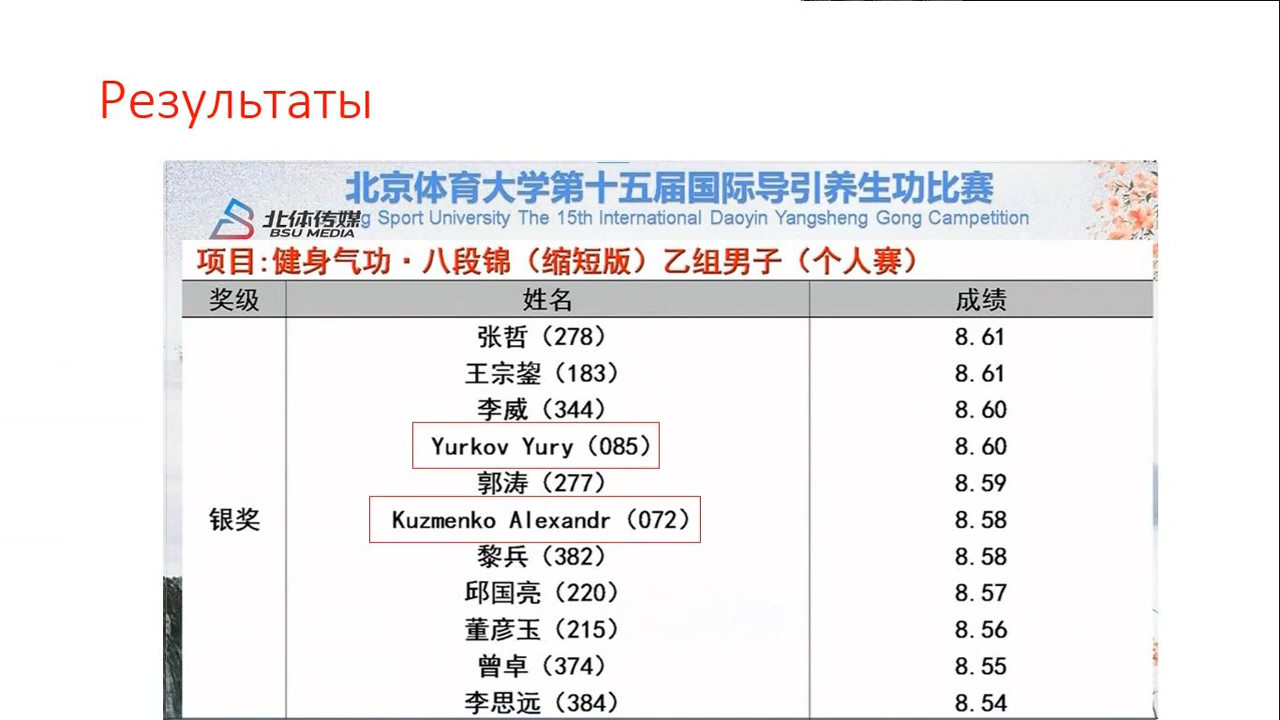 Результаты
北京体育大学第十五届国际导引养生功比赛
北体传媒
BSU MEDIA
g Sport University The 15th International Daoyin Yangsheng Gong Campetition
项目:健身气功·八段锦（缩短版）乙组男子（个人赛）
奖级 姓名 成绩
张哲（278） 8.61
王宗鋆（183） 8.61
李威（344） 8.60
Yurkov Yury（085） 8.60
郭涛（277） 8.59
银奖 Kuzmenko Alexandr（072） 8.58
黎兵（382） 8.58
邱国亮（220） 8.57
董彦玉（215） 8.56
曾卓（374） 8.55
李思远（384） 8.54